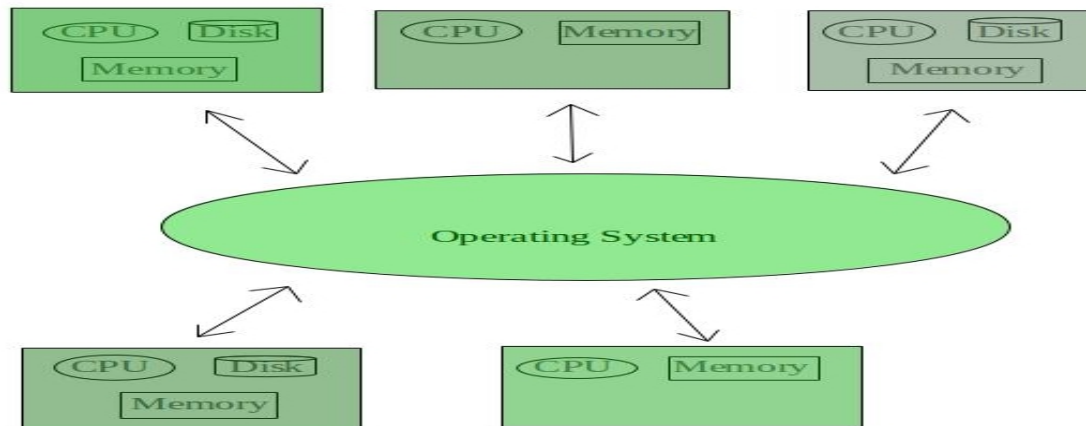 CPU Disk
Memory
CPU Memory
CPU Disk
Memory
Operating System
CPU Disk
Memory
CPU Memory